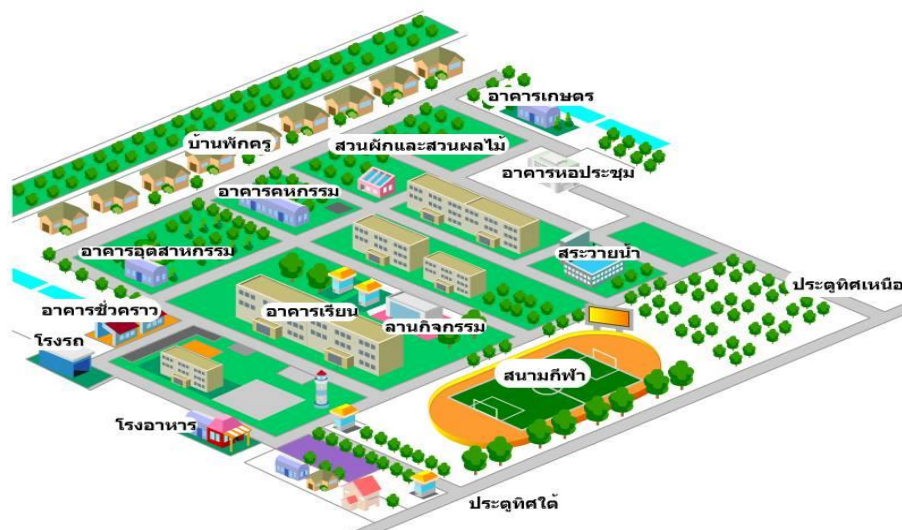 อาคารเกษตร
บ้านพักครู
สวนผักและสวนผลไม้
อาคารหอประชุม
อาคารคหกรรม
อาคารอุตสาหกรรม
สระว่ายน้ำ
ประตูทิศเหนือ
อาคารชั่วคราว
อาคารเรียน
ลานกิจกรรม
โรงรถ
สนามกีฬา
โรงอาหาร
ประตูทิศใต้